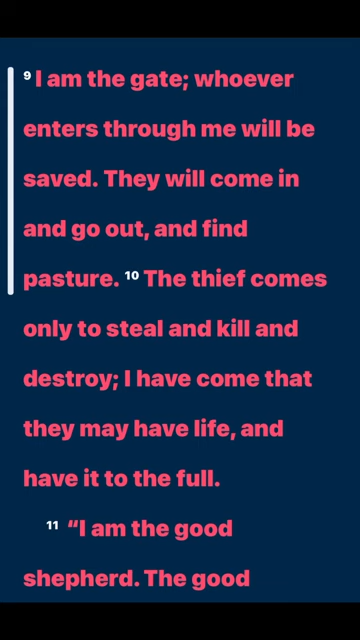 9 I am the gate; whoever
enters through me will be
saved. They will come in
and go out, and find
pasture. 10 The thief comes
only to steal and kill and
destroy; I have come that
they may have life, and
have it to the full.
11 “I am the good
shepherd. The good